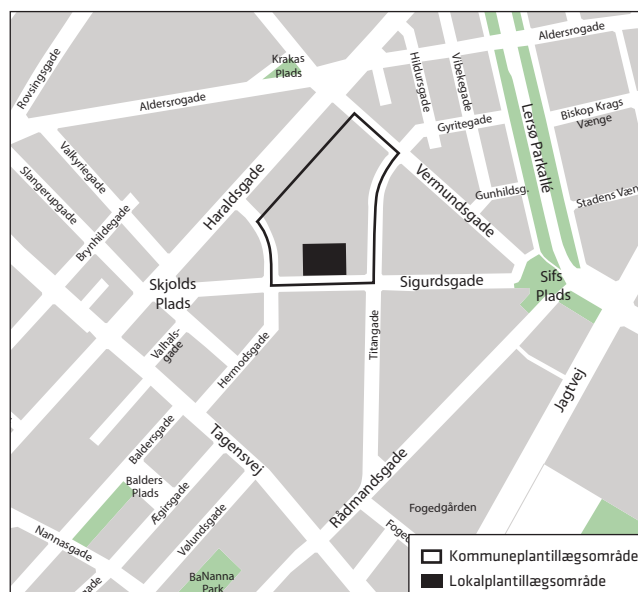 Aldersrogade
Rovsingsgade
Krakas
Plads
Hildursgade
Vibekegade
Aldersrogade
Lersø Parkallé
Biskop Krags
Vænge
Gyritegade
Valkyriegade
Slangerupgade
Haraldsgade
Vermundsgade
Gunhildsg.
Stadens Væn
Brynhildegade
Skjolds
Plads
Sigurdsgade
Sifs
Plads
Valhals-
gade
Hermodsgade
Titangade
Jagtvej
Baldersgade
Tagensvej
Rådmandsgade
Balders
Plads
Ægirsgade
Fogedgården
Nannasgade
Vølundsgade
Foge
BaNanna
Park
gade
Kommuneplantillægsområde
Lokalplantillægsområde